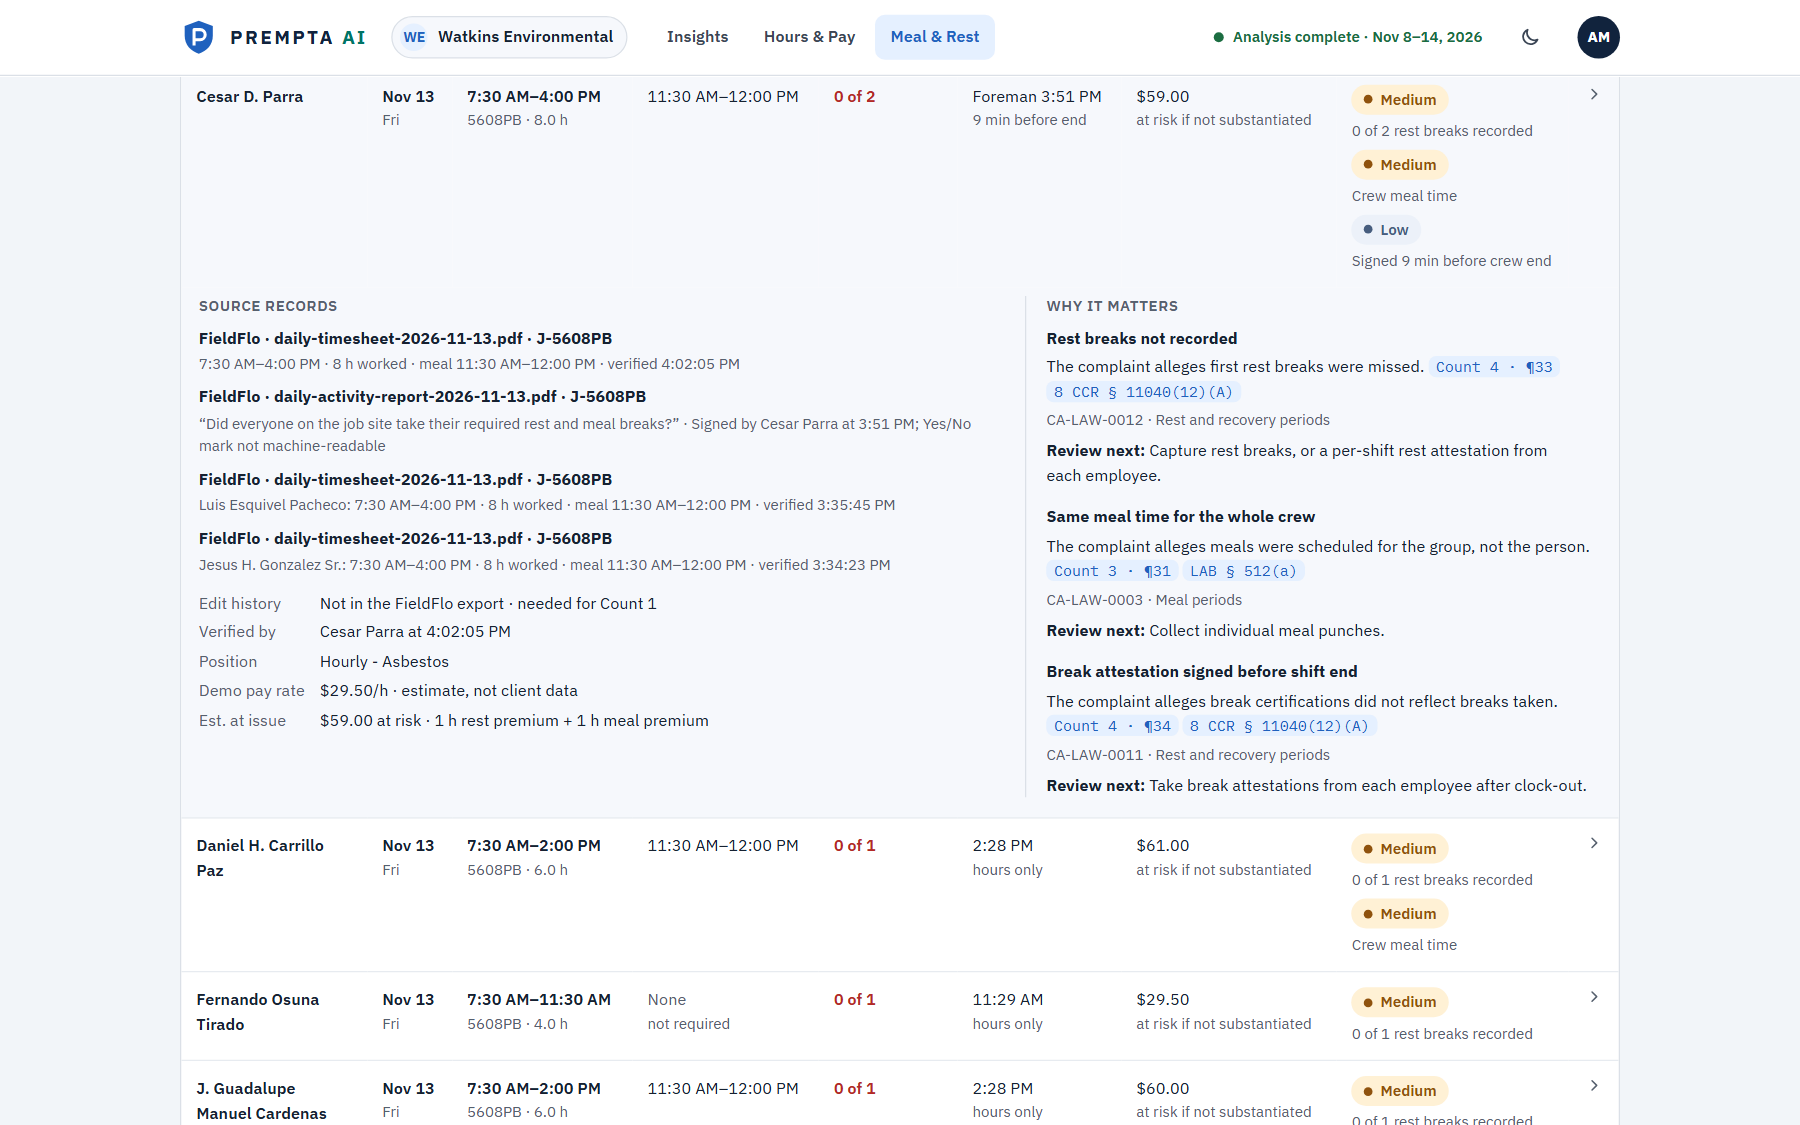 PREMPTA AI
WE Watkins Environmental
Insights
Hours & Pay
Meal & Rest
Analysis complete · Nov 8–14, 2026
AM
Cesar D. Parra
Nov 13
Fri
7:30 AM–4:00 PM
5608PB · 8.0 h
11:30 AM–12:00 PM
0 of 2
Foreman 3:51 PM
9 min before end
$59.00
at risk if not substantiated
Medium
0 of 2 rest breaks recorded
Medium
Crew meal time
Low
Signed 9 min before crew end
SOURCE RECORDS
FieldFlo · daily-timesheet-2026-11-13.pdf · J-5608PB
7:30 AM–4:00 PM · 8 h worked · meal 11:30 AM–12:00 PM · verified 4:02:05 PM
FieldFlo · daily-activity-report-2026-11-13.pdf · J-5608PB
“Did everyone on the job site take their required rest and meal breaks?” · Signed by Cesar Parra at 3:51 PM; Yes/No
mark not machine-readable
FieldFlo · daily-timesheet-2026-11-13.pdf · J-5608PB
Luis Esquivel Pacheco: 7:30 AM–4:00 PM · 8 h worked · meal 11:30 AM–12:00 PM · verified 3:35:45 PM
FieldFlo · daily-timesheet-2026-11-13.pdf · J-5608PB
Jesus H. Gonzalez Sr.: 7:30 AM–4:00 PM · 8 h worked · meal 11:30 AM–12:00 PM · verified 3:34:23 PM
Edit history Not in the FieldFlo export · needed for Count 1
Verified by Cesar Parra at 4:02:05 PM
Position Hourly - Asbestos
Demo pay rate $29.50/h · estimate, not client data
Est. at issue $59.00 at risk · 1 h rest premium + 1 h meal premium
WHY IT MATTERS
Rest breaks not recorded
The complaint alleges first rest breaks were missed. Count 4 · ¶33
8 CCR § 11040(12)(A)
CA-LAW-0012 · Rest and recovery periods
Review next: Capture rest breaks, or a per-shift rest attestation from
each employee.
Same meal time for the whole crew
The complaint alleges meals were scheduled for the group, not the person.
Count 3 · ¶31 LAB § 512(a)
CA-LAW-0003 · Meal periods
Review next: Collect individual meal punches.
Break attestation signed before shift end
The complaint alleges break certifications did not reflect breaks taken.
Count 4 · ¶34 8 CCR § 11040(12)(A)
CA-LAW-0011 · Rest and recovery periods
Review next: Take break attestations from each employee after clock-out.
Daniel H. Carrillo
Paz
Nov 13
Fri
7:30 AM–2:00 PM
5608PB · 6.0 h
11:30 AM–12:00 PM
0 of 1
2:28 PM
hours only
$61.00
at risk if not substantiated
Medium
0 of 1 rest breaks recorded
Medium
Crew meal time
Fernando Osuna
Tirado
Nov 13
Fri
7:30 AM–11:30 AM
5608PB · 4.0 h
None
not required
0 of 1
11:29 AM
hours only
$29.50
at risk if not substantiated
Medium
0 of 1 rest breaks recorded
J. Guadalupe
Manuel Cardenas
Nov 13
Fri
7:30 AM–2:00 PM
5608PB · 6.0 h
11:30 AM–12:00 PM
0 of 1
2:28 PM
hours only
$60.00
at risk if not substantiated
Medium
0 of 1 rest breaks recorded